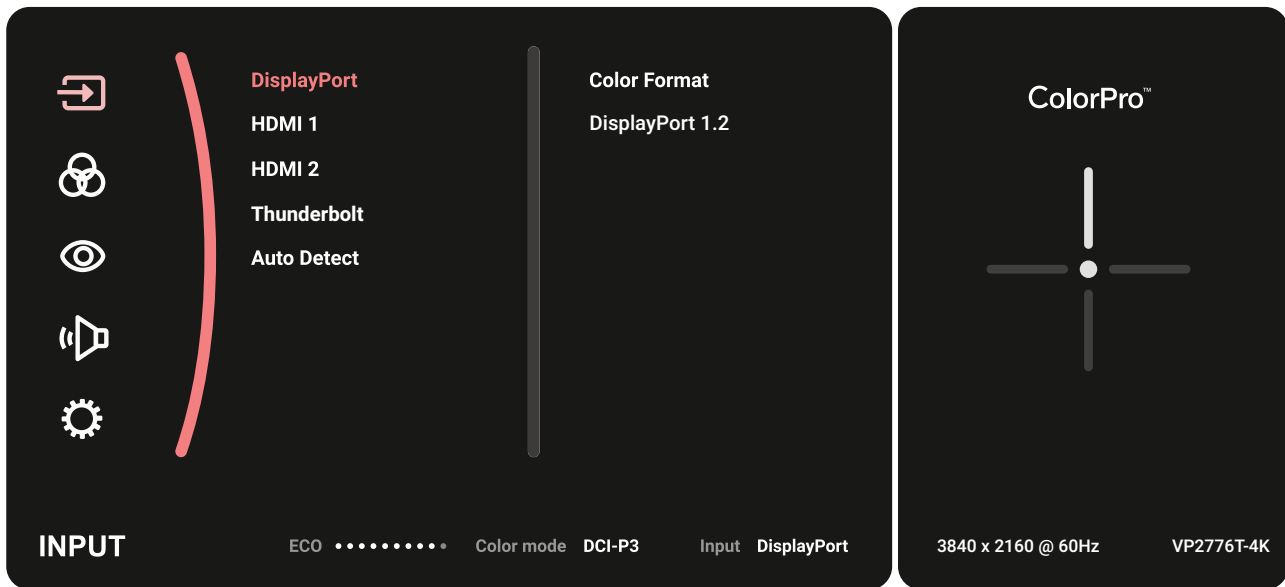 DisplayPort
HDMI 1
HDMI 2
Thunderbolt
Auto Detect
Color Format
DisplayPort 1.2
ColorPro™
INPUT
ECO
Color mode DCI-P3
Input DisplayPort
3840 x 2160 @ 60Hz
VP2776T-4K